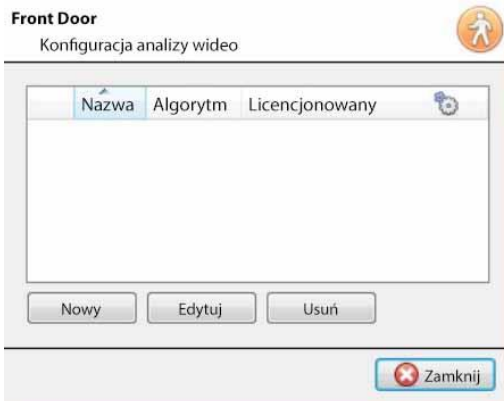 Front Door
Konfiguracja analizy wideo
Nazwa Algorytm Licencjonowany
Nowy Edytuj Usuń
Zamknij